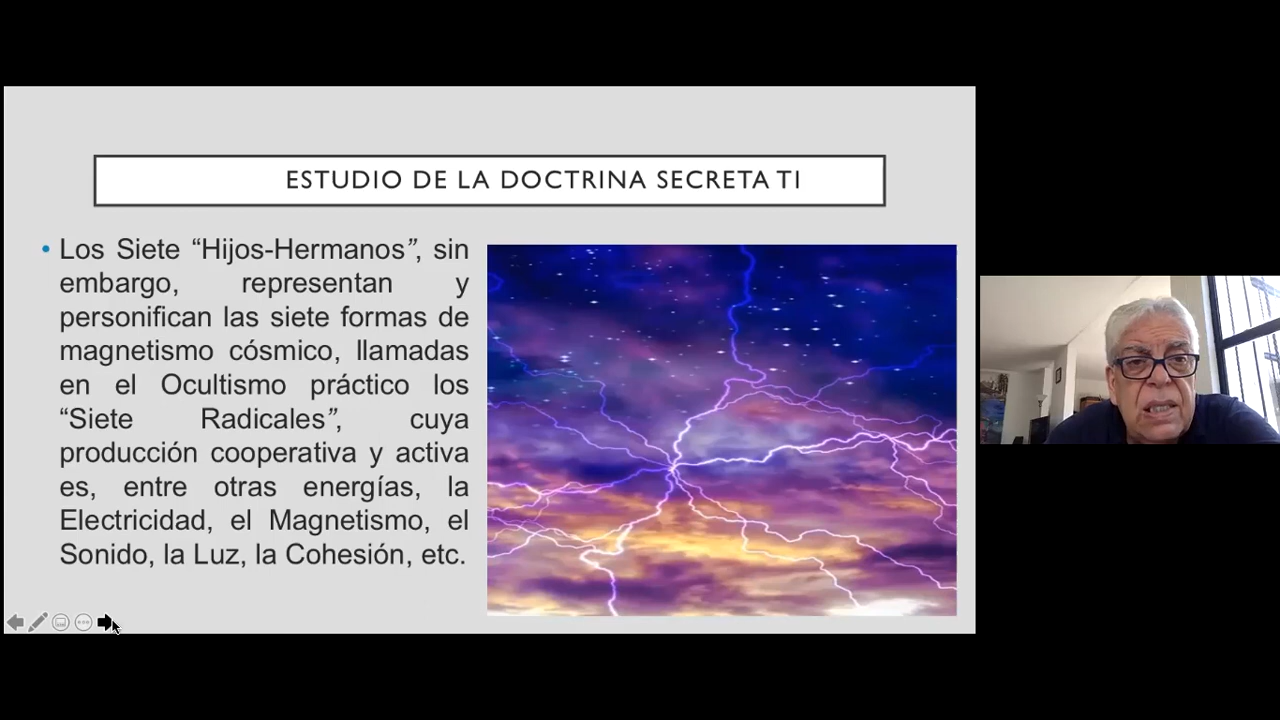 ESTUDIO DE LA DOCTRINA SECRETA TI
• Los Siete “Hijos-Hermanos”, sin
embargo, representan y
personifican las siete formas de
magnetismo cósmico, llamadas
en el Ocultismo práctico los
“Siete Radicales”, cuya
producción cooperativa y activa
es, entre otras energías, la
Electricidad, el Magnetismo, el
Sonido, la Luz, la Cohesión, etc.